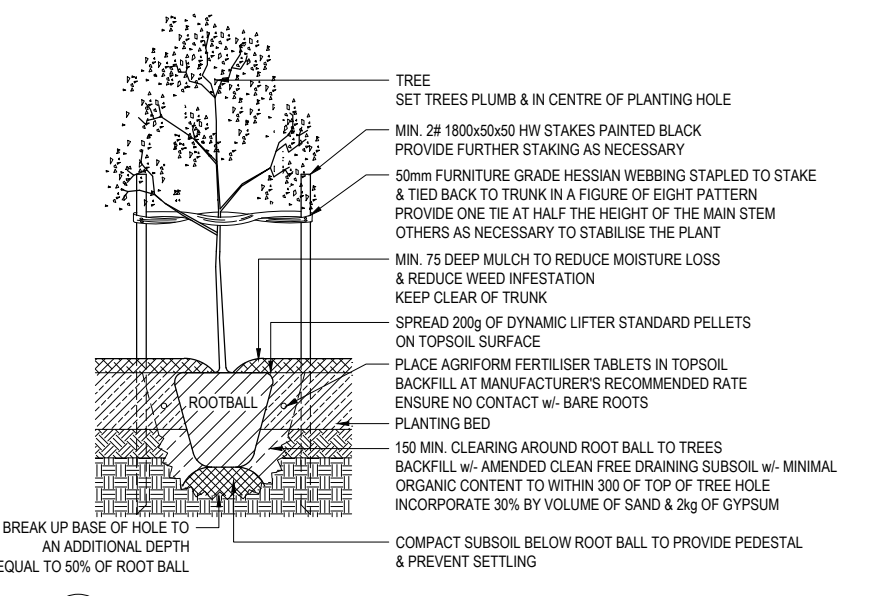 TREE
SET TREES PLUMB & IN CENTRE OF PLANTING HOLE
MIN. 2# 1800x50x50 HW STAKES PAINTED BLACK
PROVIDE FURTHER STAKING AS NECESSARY
50mm FURNITURE GRADE HESSIAN WEBBING STAPLED TO STAKE
& TIED BACK TO TRUNK IN A FIGURE OF EIGHT PATTERN
PROVIDE ONE TIE AT HALF THE HEIGHT OF THE MAIN STEM
OTHERS AS NECESSARY TO STABILISE THE PLANT
MIN. 75 DEEP MULCH TO REDUCE MOISTURE LOSS
& REDUCE WEED INFESTATION
KEEP CLEAR OF TRUNK
SPREAD 200g OF DYNAMIC LIFTER STANDARD PELLETS
ON TOPSOIL SURFACE
PLACE AGRIFORM FERTILISER TABLETS IN TOPSOIL
BACKFILL AT MANUFACTURER'S RECOMMENDED RATE
ENSURE NO CONTACT w/- BARE ROOTS
ROOTBALL
PLANTING BED
150 MIN. CLEARING AROUND ROOT BALL TO TREES
BACKFILL w/- AMENDED CLEAN FREE DRAINING SUBSOIL w/- MINIMAL
ORGANIC CONTENT TO WITHIN 300 OF TOP OF TREE HOLE
INCORPORATE 30% BY VOLUME OF SAND & 2kg OF GYPSUM
BREAK UP BASE OF HOLE TO
AN ADDITIONAL DEPTH
EQUAL TO 50% OF ROOT BALL
COMPACT SUBSOIL BELOW ROOT BALL TO PROVIDE PEDESTAL
& PREVENT SETTLING